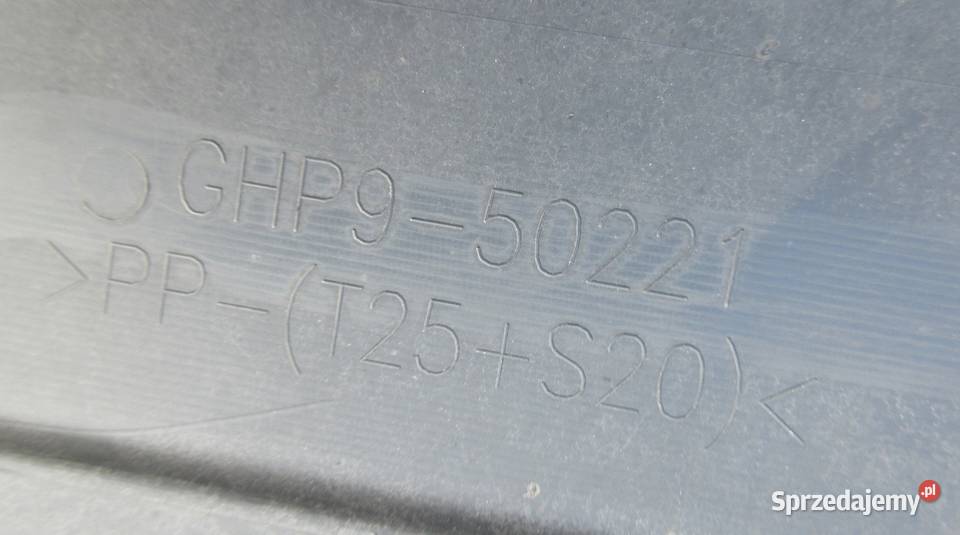 GHP9-50221
>PP-(T25+S20)<
Sprzedajemy.pl